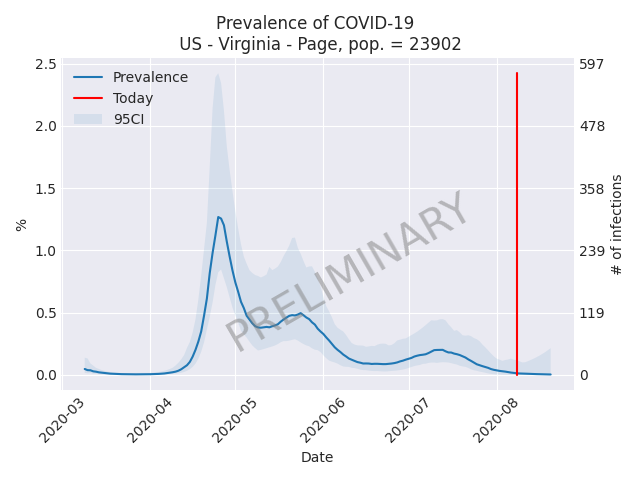 Prevalence of COVID-19
US - Virginia - Page, pop. = 23902
Prevalence
Today
95CI
2.5
2.0
1.5
1.0
0.5
0.0
%
597
478
358
239
119
0
# of infections
PRELIMINARY
2020-03
2020-04
2020-05
2020-06
2020-07
2020-08
Date